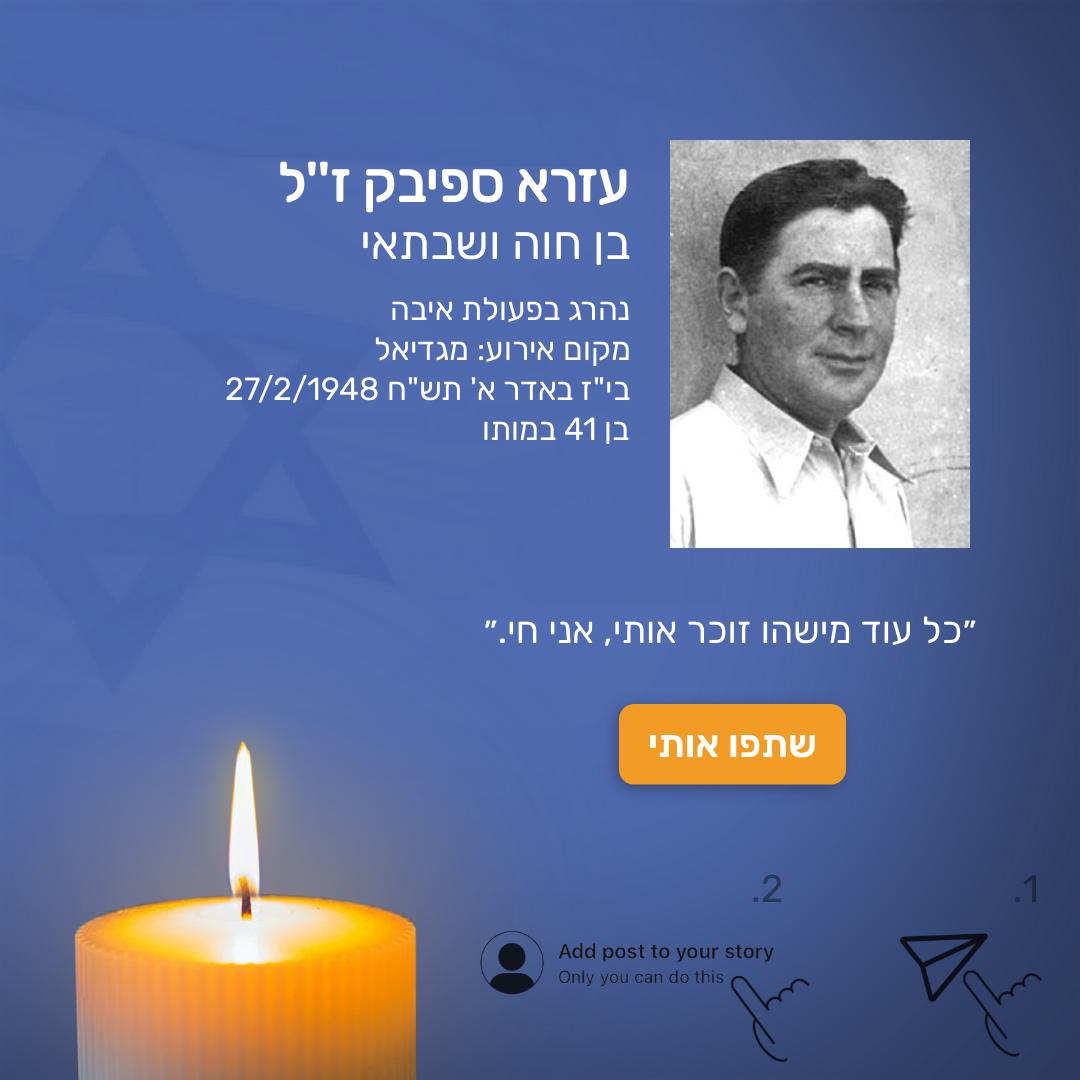 עזרא ספיבק ז"ל
בן חוה ושבתאי
נהרג בפעולת איבה
מקום אירוע: מגדיאל
בי"ז באדר א' תש"ח 27/2/1948
בן 41 במותו
״כל עוד מישהו זוכר אותי, אני חי.״
שתפו אותי
1.
2.
Add post to your story
Only you can do this